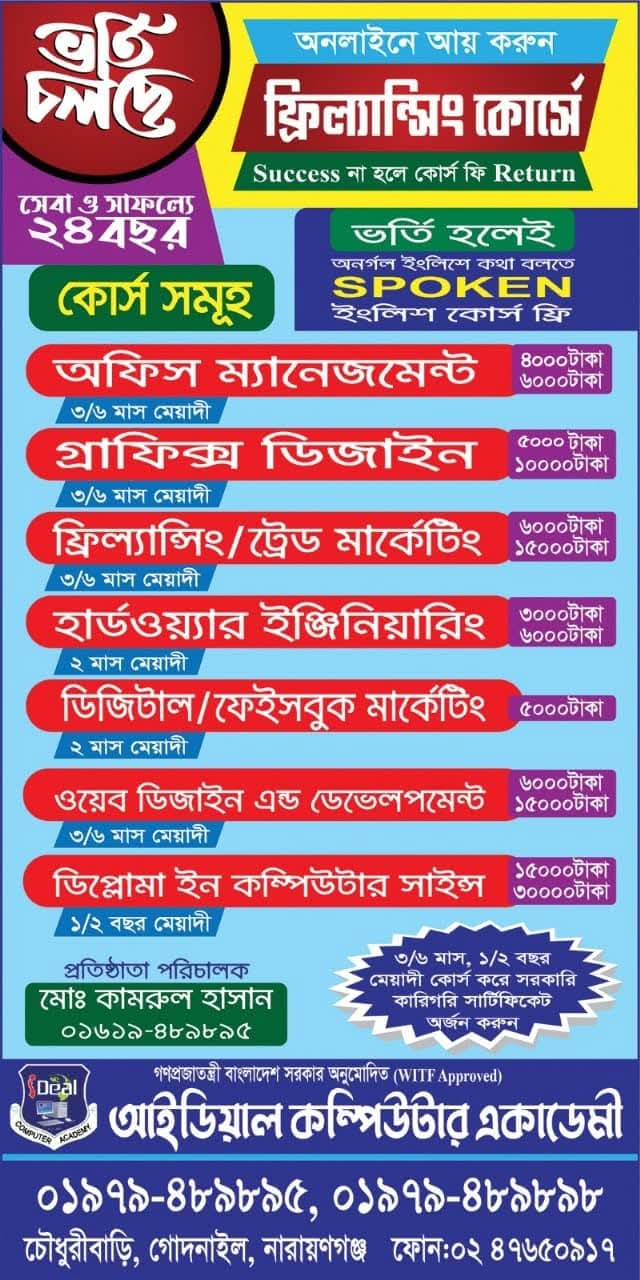 ভর্তি
চলছে
অনলাইনে আয় করুন
ফ্রিল্যান্সিং কোর্সে
Success না হলে কোর্স ফি Return
সেবা ও সাফল্যে
২৪ বছর
ভর্তি হলেই
অনর্গল ইংলিশে কথা বলতে
SPOKEN
ইংলিশ কোর্স ফ্রি
কোর্স সমূহ
অফিস ম্যানেজমেন্ট
৪০০০টাকা
৬০০০টাকা
৩/৬ মাস মেয়াদী
গ্রাফিক্স ডিজাইন
৫০০০ টাকা
১০০০০টাকা
৩/৬ মাস মেয়াদী
ফ্রিল্যান্সিং/ট্রেড মার্কেটিং
৬০০০টাকা
১৫০০০টাকা
৩/৬ মাস মেয়াদী
হার্ডওয়্যার ইঞ্জিনিয়ারিং
৩০০০টাকা
৬০০০টাকা
২ মাস মেয়াদী
ডিজিটাল/ফেইসবুক মার্কেটিং
৫০০০টাকা
২ মাস মেয়াদী
ওয়েব ডিজাইন এন্ড ডেভেলপমেন্ট
৬০০০টাকা
১৫০০০টাকা
৩/৬ মাস মেয়াদী
ডিপ্লোমা ইন কম্পিউটার সাইন্স
১৫০০০টাকা
৩০০০০টাকা
১/২ বছর মেয়াদী
প্রতিষ্ঠাতা পরিচালক
মোঃ কামরুল হাসান
০১৬১৯-৪৮৯৮৯৫
৩/৬ মাস, ১/২ বছর
মেয়াদী কোর্স করে সরকারি
কারিগরি সার্টিফিকেট
অর্জন করুন
গণপ্রজাতন্ত্রী বাংলাদেশ সরকার অনুমোদিত (WITF Approved)
iDeal
COMPUTER ACADEMY
আইডিয়াল কম্পিউটার একাডেমী
০১৯৭৯-৪৮৯৮৯৫, ০১৯৭৯-৪৮৯৮৯৮
চৌধুরীবাড়ি, গোদনাইল, নারায়ণগঞ্জ ফোন:০২ ৪৭৬৫০৯১৭